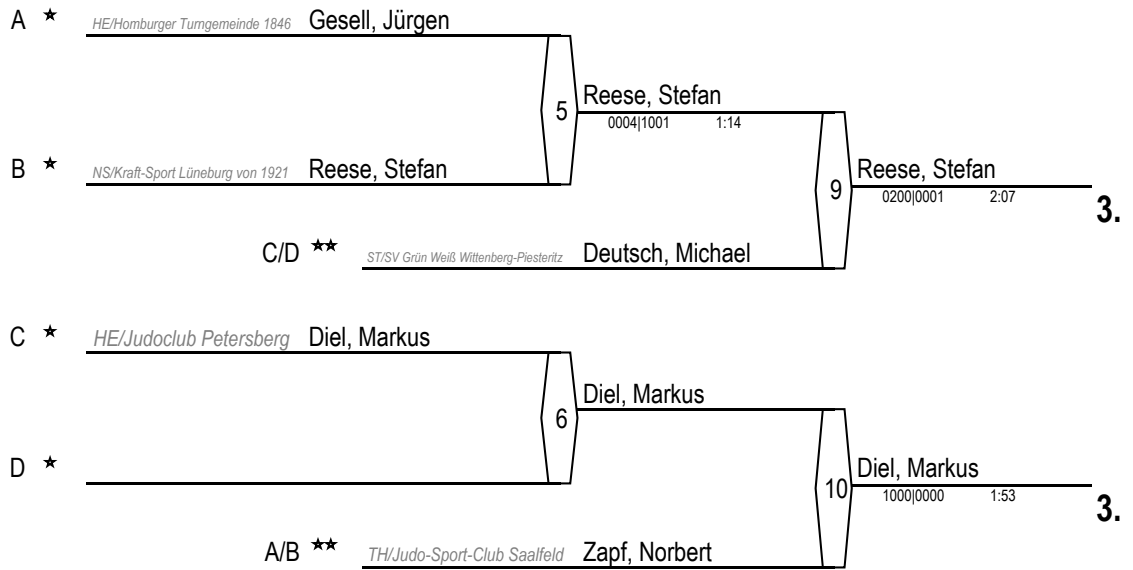 A ★ HE/Homburger Turngemeinde 1846 Gesell, Jürgen
5 Reese, Stefan
0004|1001 1:14
B ★ NS/Kraft-Sport Lüneburg von 1921 Reese, Stefan
9 Reese, Stefan
0200|0001 2:07
3.
C/D ★★ ST/SV Grün Weiß Wittenberg-Piesteritz Deutsch, Michael
C ★ HE/Judoclub Petersberg Diel, Markus
6 Diel, Markus
D ★
10 Diel, Markus
1000|0000 1:53
3.
A/B ★★ TH/Judo-Sport-Club Saalfeld Zapf, Norbert